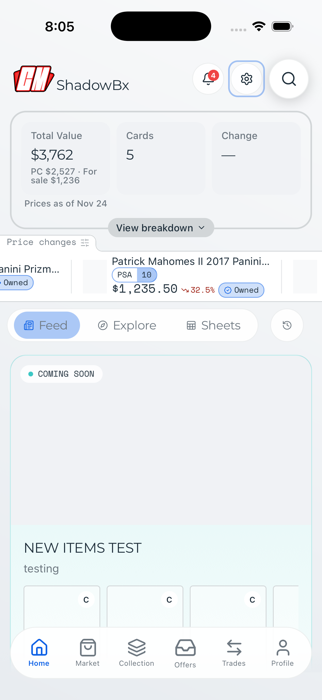 8:05
CH
ShadowBx
4
Total Value
$3,762
PC $2,527 · For
sale $1,236
Cards
5
Change
—
Prices as of Nov 24
View breakdown
Price changes
anini Prizm...
Owned
Patrick Mahomes II 2017 Panini...
PSA 10
$1,235.50 32.5% Owned
Feed
Explore
Sheets
COMING SOON
NEW ITEMS TEST
testing
C
C
C
Home
Market
Collection
Offers
Trades
Profile